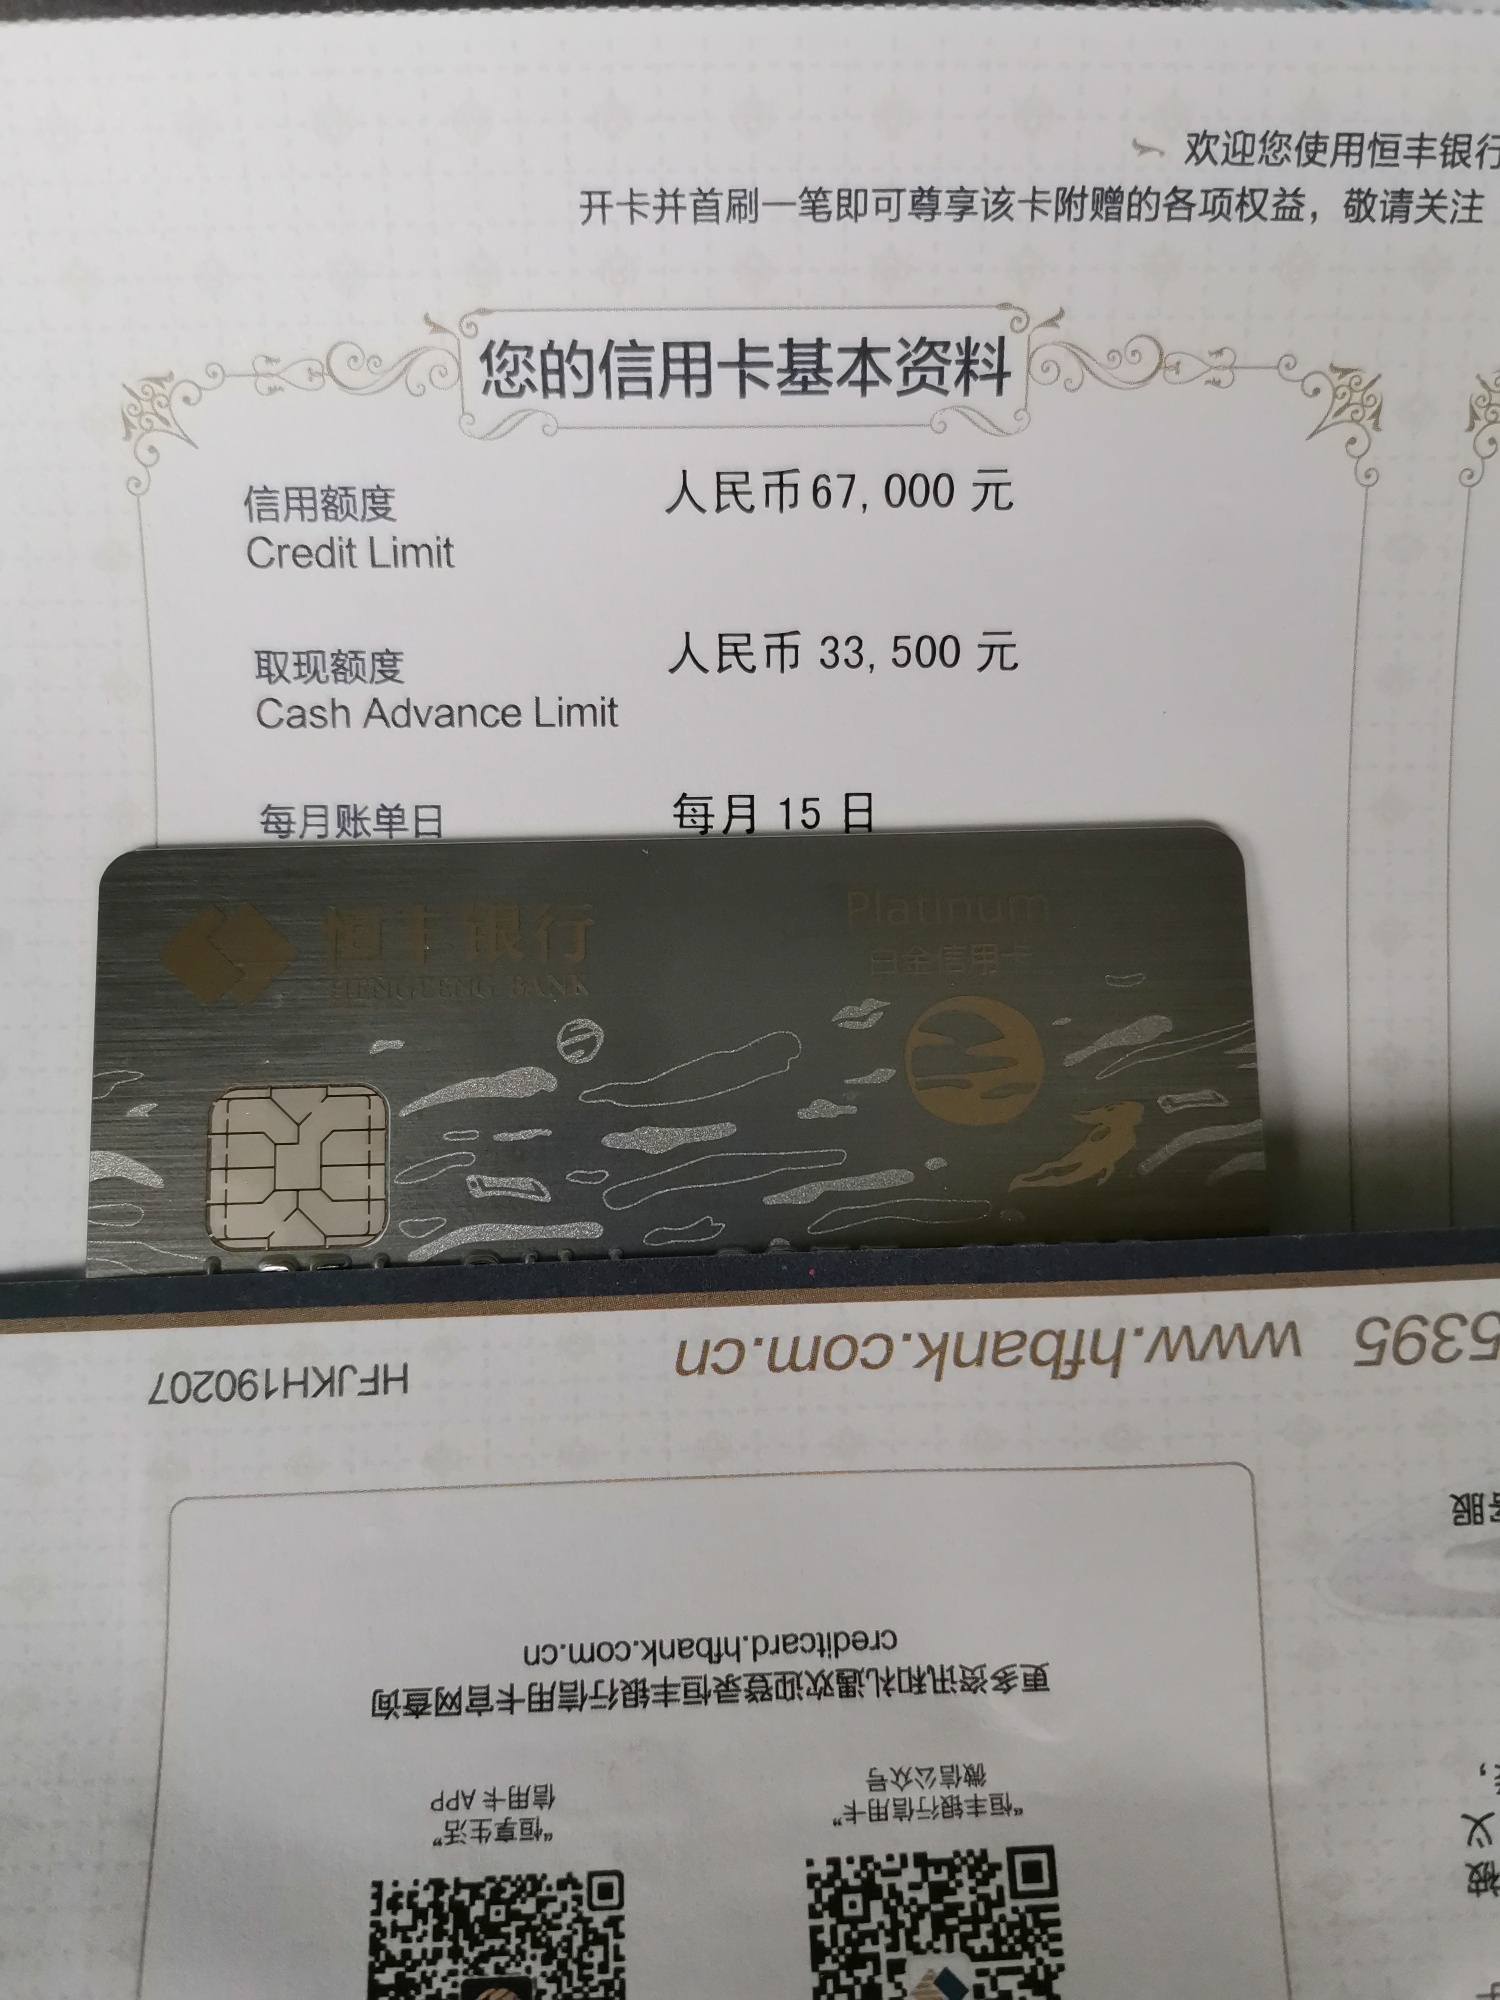 欢迎您使用恒丰银行
开卡并首刷一笔即可尊享该卡附赠的各项权益，敬请关注
您的信用卡基本资料
信用额度 人民币67,000 元
Credit Limit
取现额度 人民币 33,500 元
Cash Advance Limit
每月账单日 每月 15 日
恒丰银行
HENGFENG BANK
Platinum
白金信用卡
5395 www.hfbank.com.cn
HFJKH190207
客服
更多资讯和礼遇欢迎登录恒丰银行信用卡官网查询
creditcard.hfbank.com.cn
“恒丰银行信用卡”
微信公众号
“恒享生活”
信用卡 APP
义
被